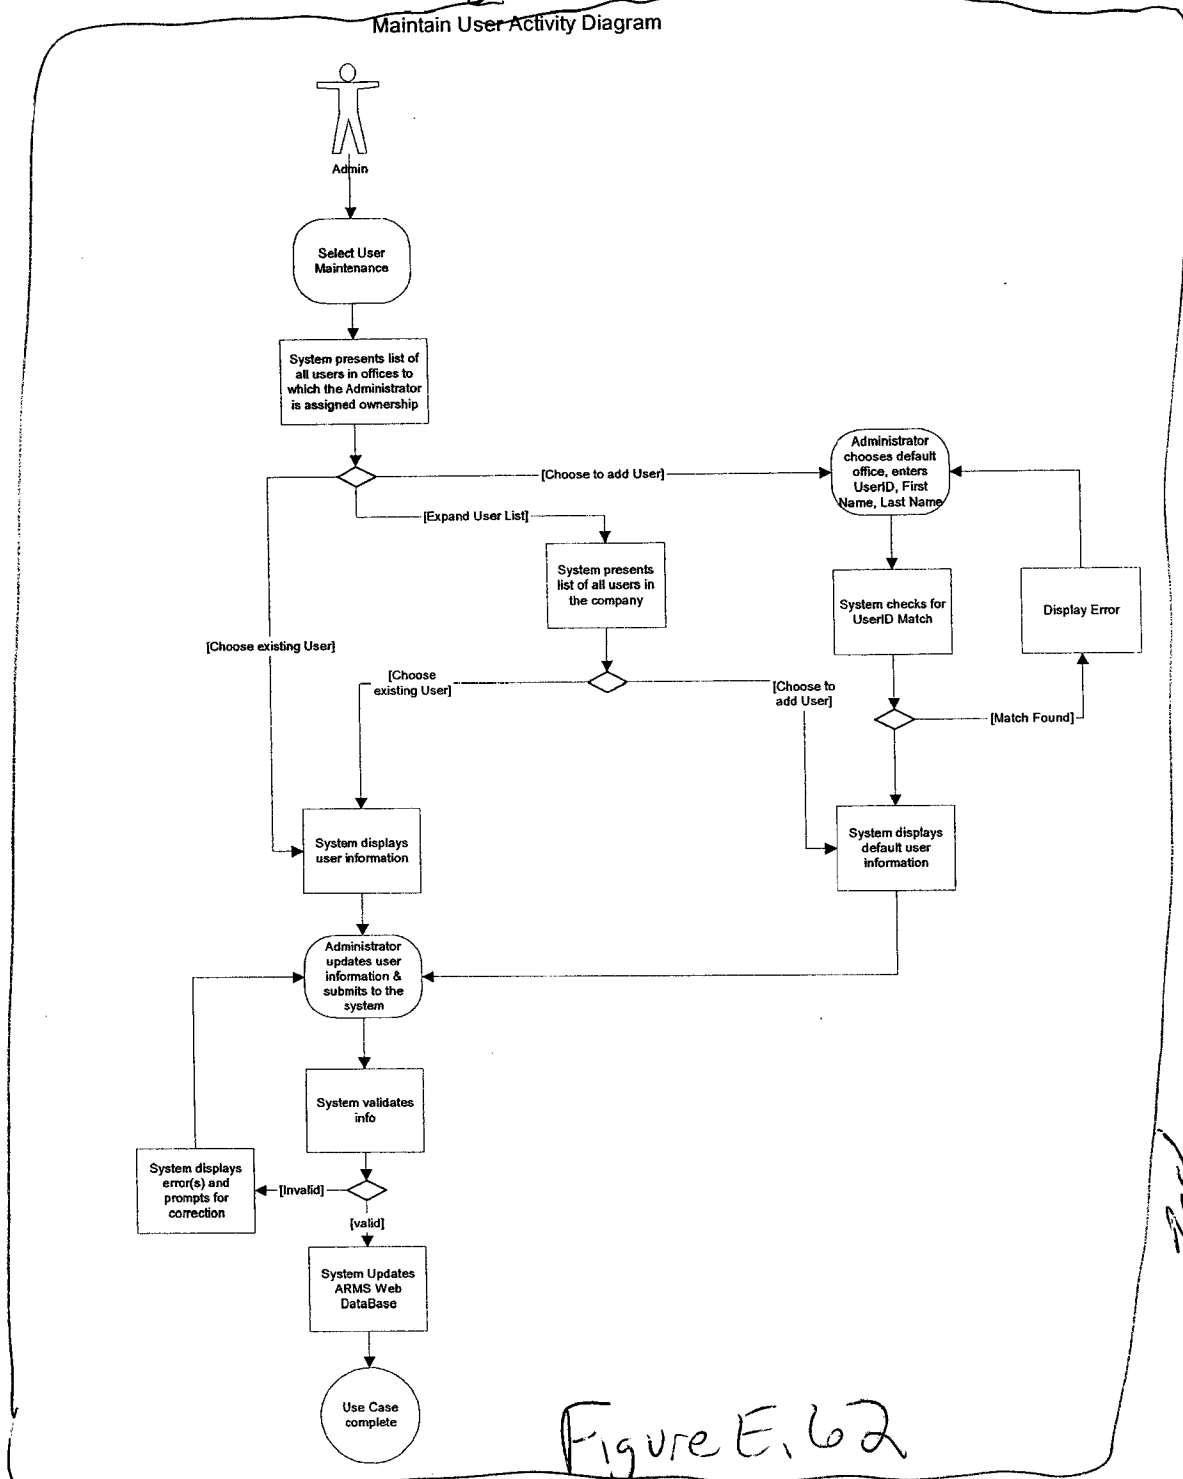 Maintain User Activity Diagram
Admin
Select User
Maintenance
System presents list of
all users in offices to
which the Administrator
is assigned ownership
[Choose to add User]
[Expand User List]
Administrator
chooses default
office, enters
UserID, First
Name, Last Name
System presents
list of all users in
the company
System checks for
UserID Match
Display Error
[Choose existing User]
[Choose
existing User]
[Choose to
add User]
[Match Found]
System displays
user information
System displays
default user
information
Administrator
updates user
information &
submits to the
system
System validates
info
System displays
error(s) and
prompts for
correction
[Invalid]
[valid]
System Updates
ARMS Web
DataBase
Use Case
complete
Figure E.62